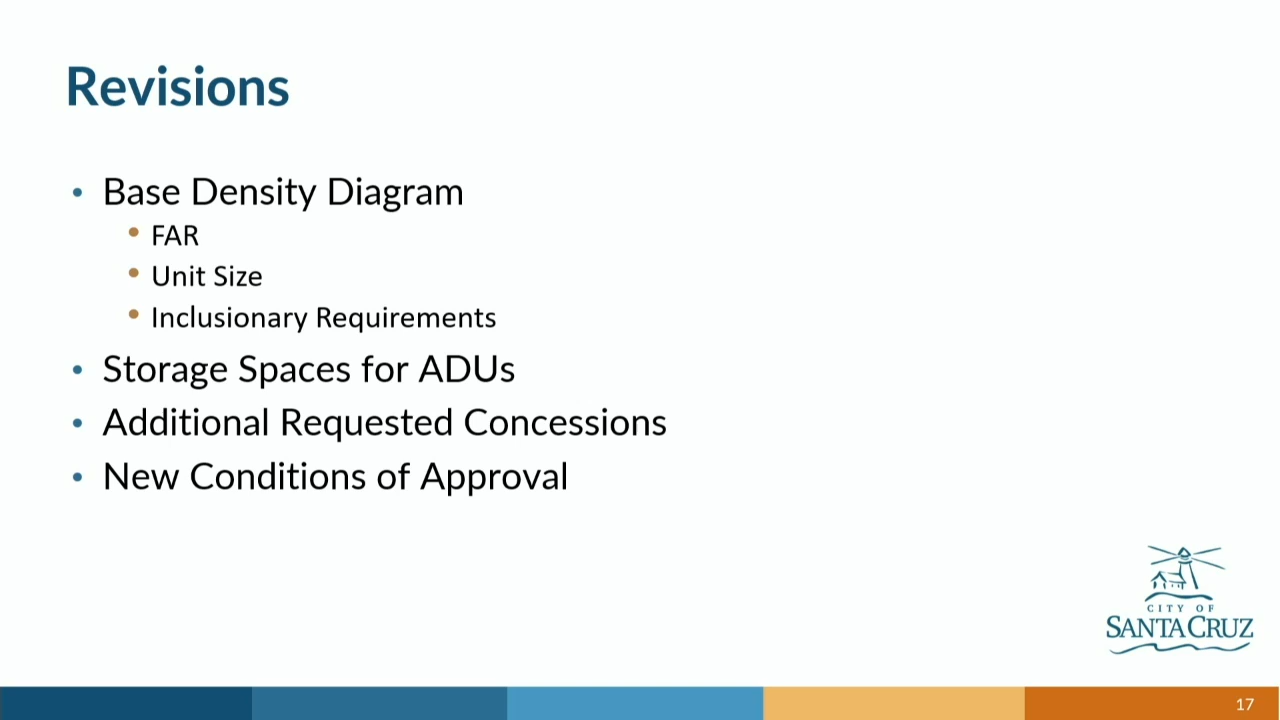 Revisions
• Base Density Diagram
• FAR
• Unit Size
• Inclusionary Requirements
• Storage Spaces for ADUs
• Additional Requested Concessions
• New Conditions of Approval
CITY OF
SANTA CRUZ
17